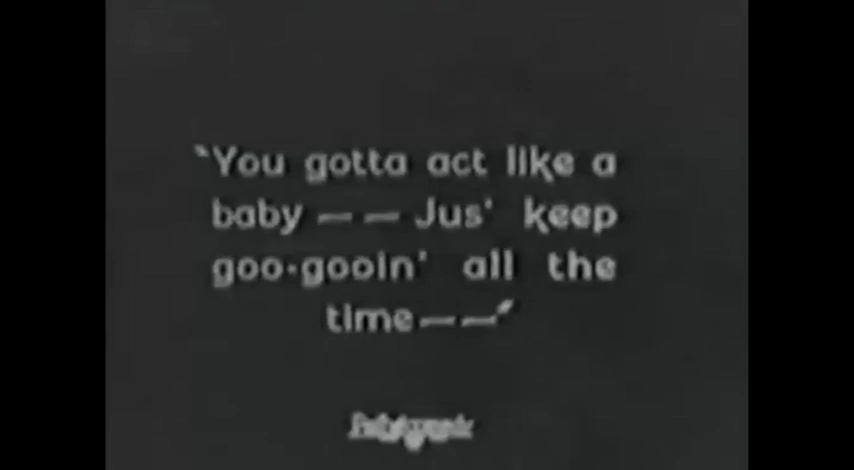 "You gotta act like a
baby — — Jus' keep
goo-gooin' all the
time — —"